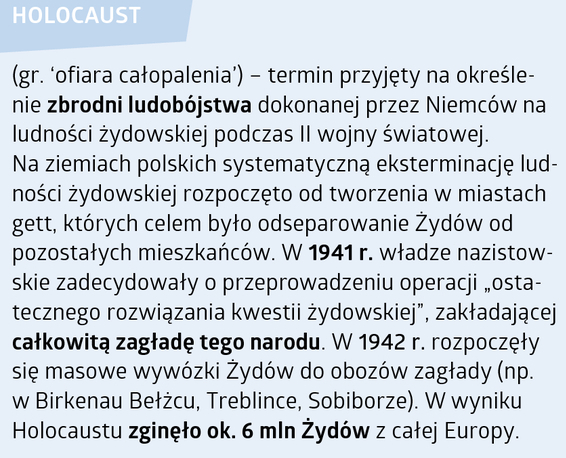 HOLOCAUST
(gr. ‘ofiara całopalenia’) – termin przyjęty na określe-
nie zbrodni ludobójstwa dokonanej przez Niemców na
ludności żydowskiej podczas II wojny światowej.
Na ziemiach polskich systematyczną eksterminację lud-
ności żydowskiej rozpoczęto od tworzenia w miastach
gett, których celem było odseparowanie Żydów od
pozostałych mieszkańców. W 1941 r. władze nazistow-
skie zadecydowały o przeprowadzeniu operacji „osta-
tecznego rozwiązania kwestii żydowskiej”, zakładającej
całkowitą zagładę tego narodu. W 1942 r. rozpoczęły
się masowe wywózki Żydów do obozów zagłady (np.
w Birkenau Bełżcu, Treblince, Sobiborze). W wyniku
Holocaustu zginęło ok. 6 mln Żydów z całej Europy.